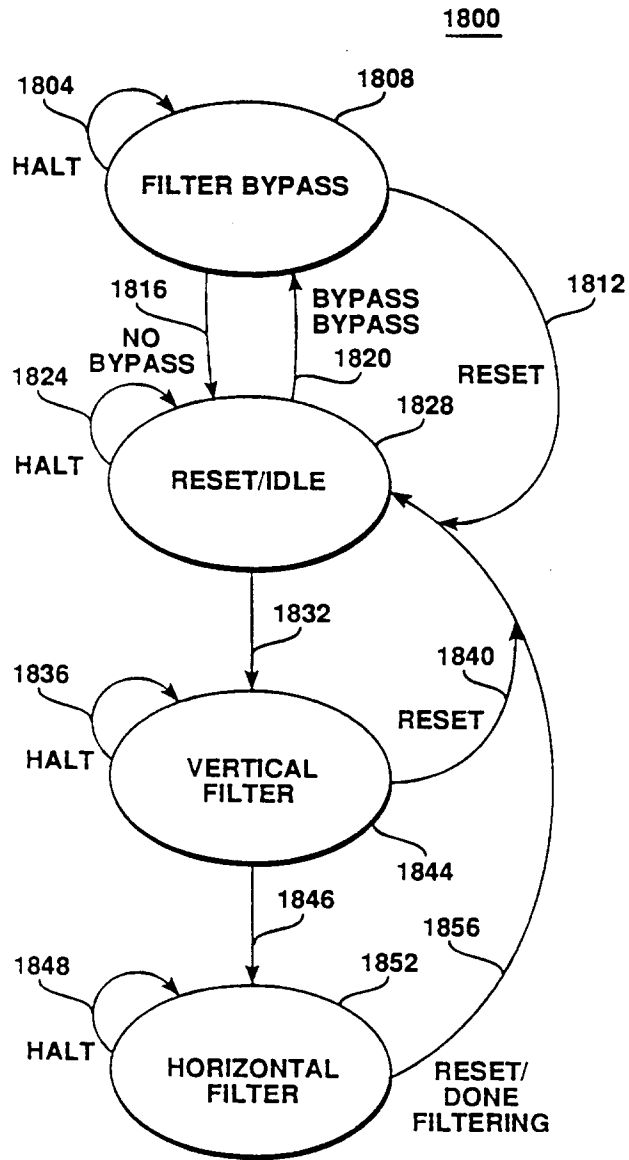 1800
1804
1808
HALT
FILTER BYPASS
1816
BYPASS
BYPASS
1812
NO
BYPASS
1820
RESET
1824
1828
HALT
RESET/IDLE
1832
1836
1840
RESET
HALT
VERTICAL
FILTER
1844
1846
1856
1848
1852
HALT
HORIZONTAL
FILTER
RESET/
DONE
FILTERING